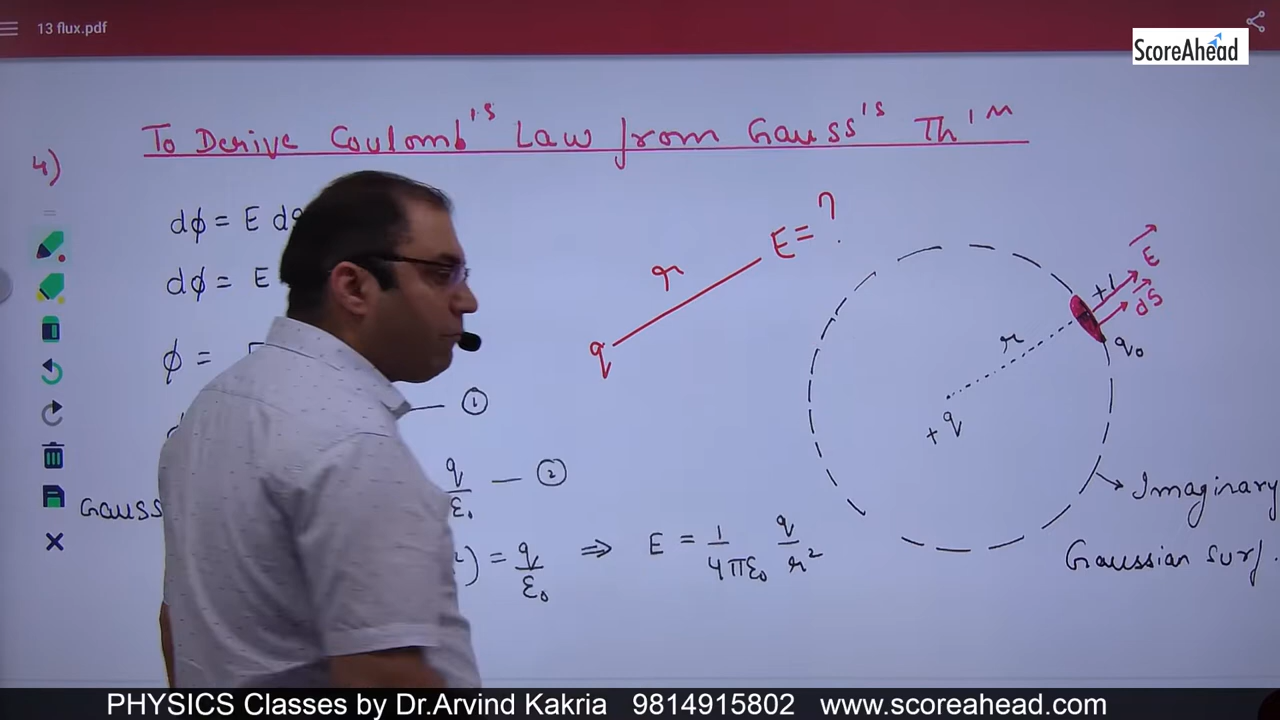 13 flux.pdf
ScoreAhead
To Derive Coulomb's Law from Gauss's Th'm
4)
dϕ = E ds
dϕ = E
ϕ =
— ①
Gauss
q/ε₀ — ②
²) = q/ε₀ ⇒ E = 1/4πε₀ q/r²
q
r
E = ?
+1
E⃗
dS⃗
q₀
r
+q
Imaginary
Gaussian Surf.
PHYSICS Classes by Dr.Arvind Kakria 9814915802 www.scoreahead.com